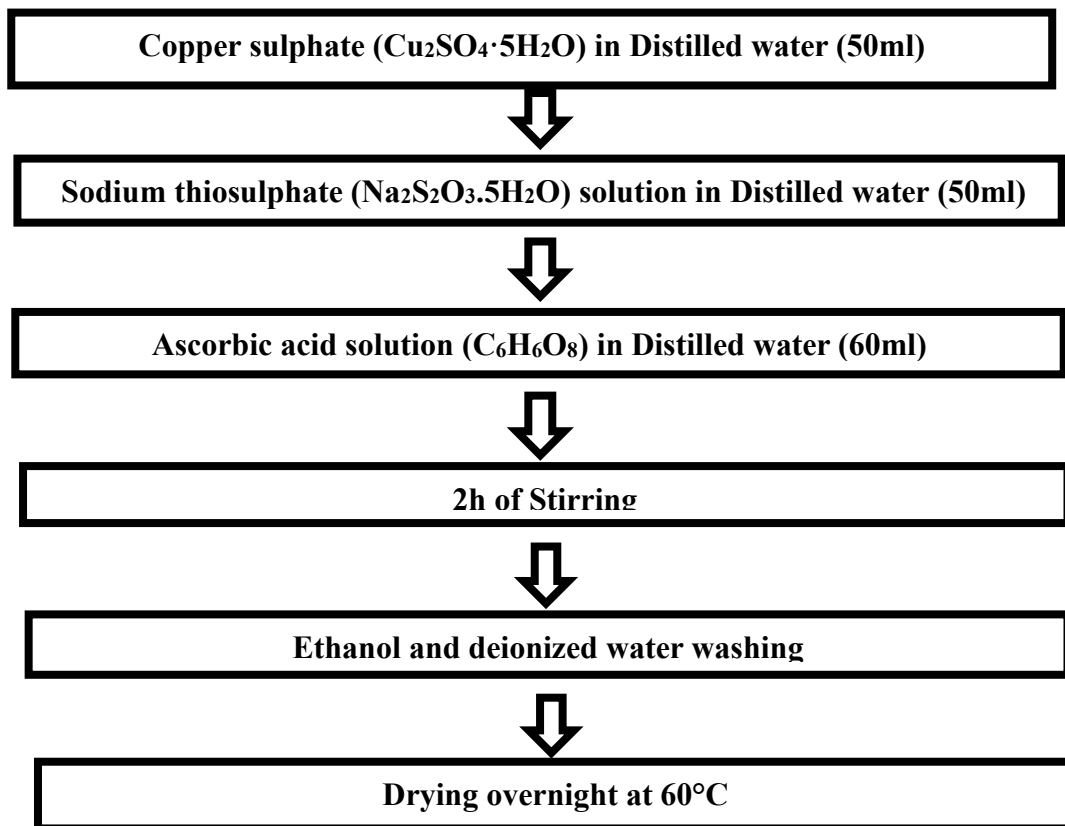 Copper sulphate (Cu₂SO₄·5H₂O) in Distilled water (50ml)
Sodium thiosulphate (Na₂S₂O₃.5H₂O) solution in Distilled water (50ml)
Ascorbic acid solution (C₆H₆O₈) in Distilled water (60ml)
2h of Stirring
Ethanol and deionized water washing
Drying overnight at 60°C